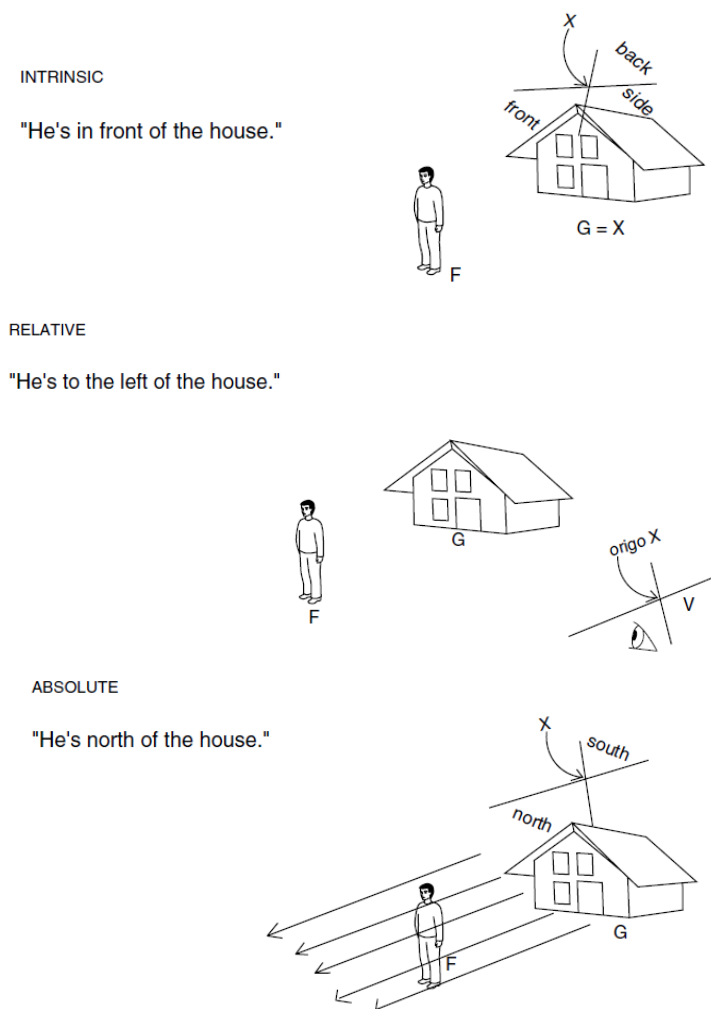 X
back
INTRINSIC
side
front
"He's in front of the house."
G = X
F
RELATIVE
"He's to the left of the house."
G
origo X
F
V
ABSOLUTE
"He's north of the house."
X
south
north
G
F